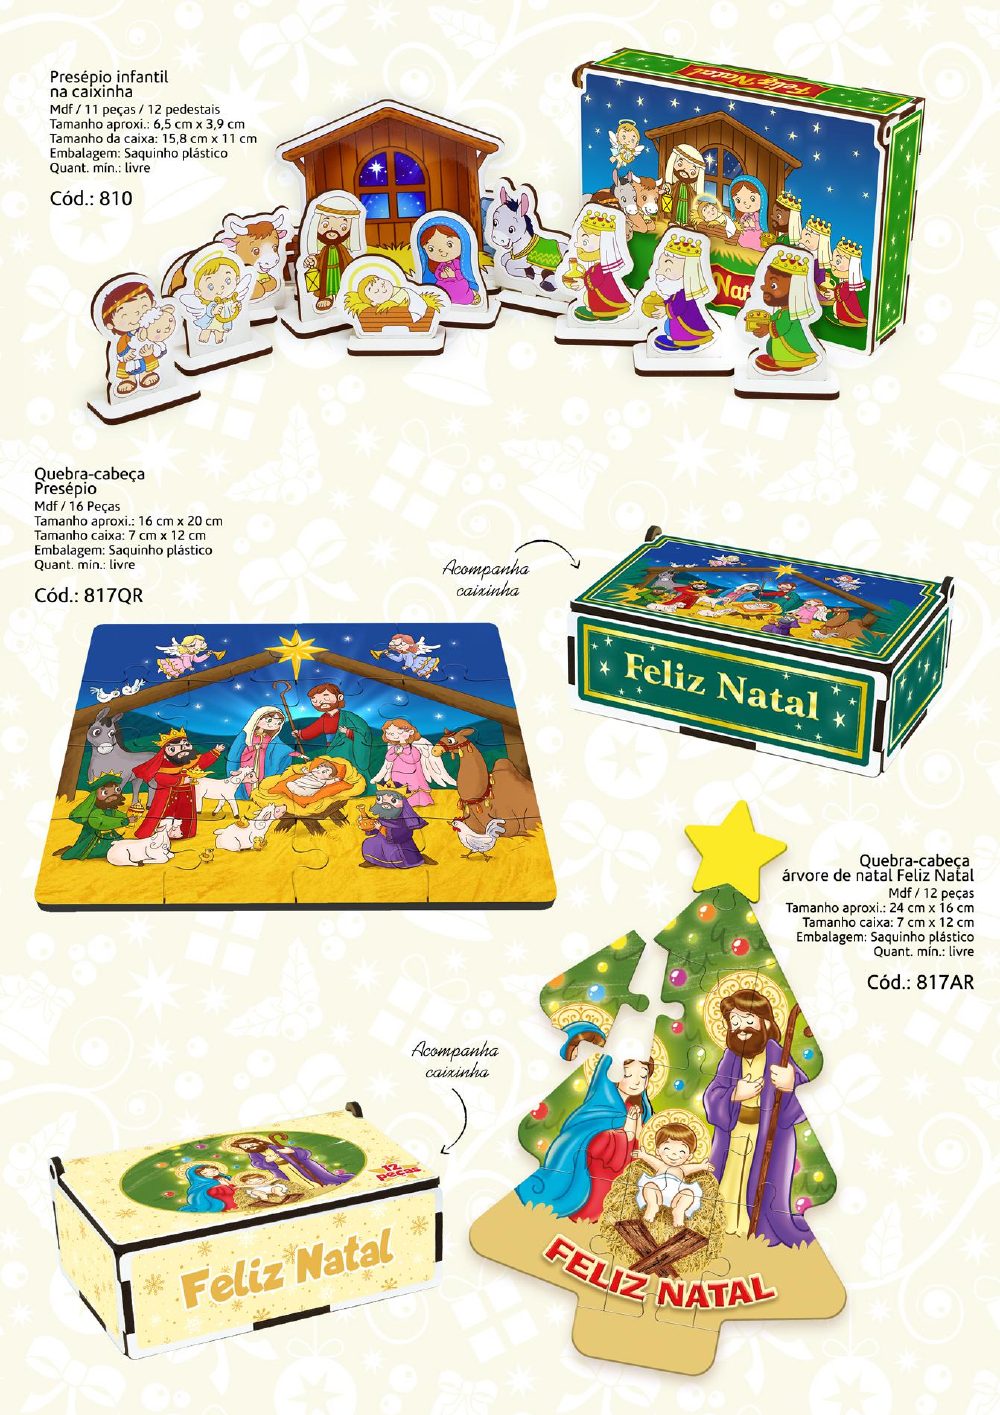 Presépio infantil
na caixinha
Mdf / 11 peças / 12 pedestais
Tamanho aproxi.: 6,5 cm x 3,9 cm
Tamanho da caixa: 15,8 cm x 11 cm
Embalagem: Saquinho plástico
Quant. mín.: livre
Cód.: 810
Feliz Natal
Nat
Quebra-cabeça
Presépio
Mdf / 16 Peças
Tamanho aproxi.: 16 cm x 20 cm
Tamanho caixa: 7 cm x 12 cm
Embalagem: Saquinho plástico
Quant. mín.: livre
Cód.: 817QR
Acompanha
caixinha
Feliz Natal
Quebra-cabeça
árvore de natal Feliz Natal
Mdf / 12 peças
Tamanho aproxi.: 24 cm x 16 cm
Tamanho caixa: 7 cm x 12 cm
Embalagem: Saquinho plástico
Quant. mín.: livre
Cód.: 817AR
Acompanha
caixinha
12
peças
Feliz Natal
FELIZ NATAL